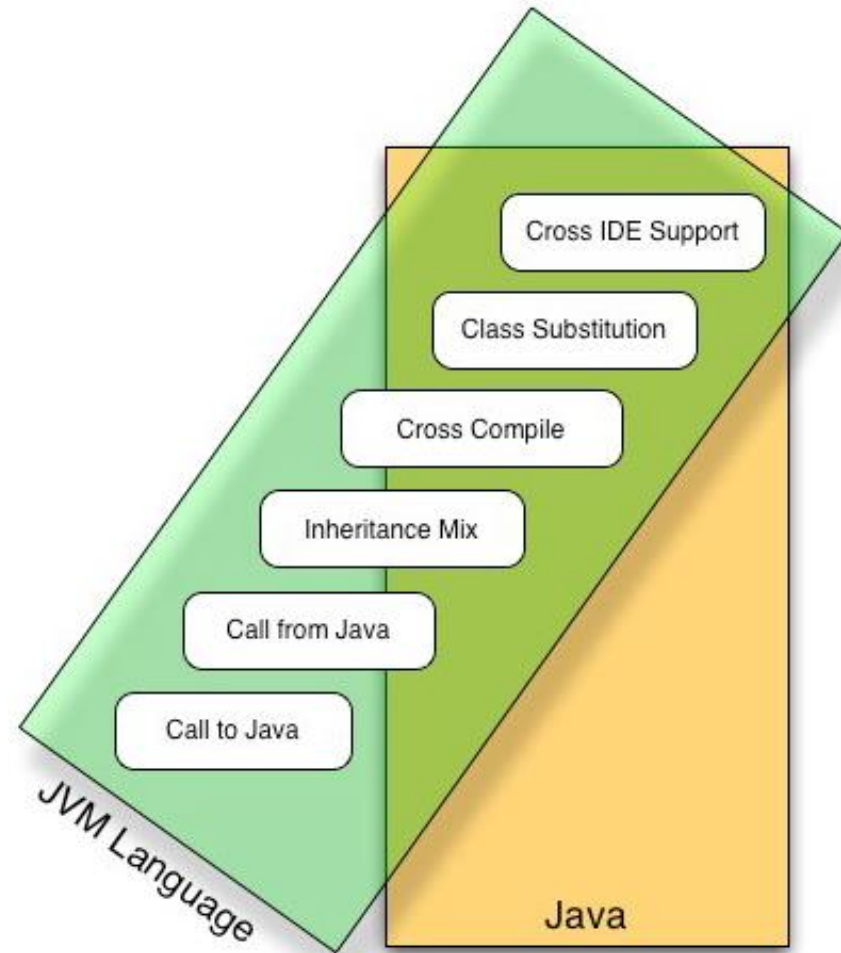 Cross IDE Support
Class Substitution
Cross Compile
Inheritance Mix
Call from Java
Call to Java
JVM Language
Java